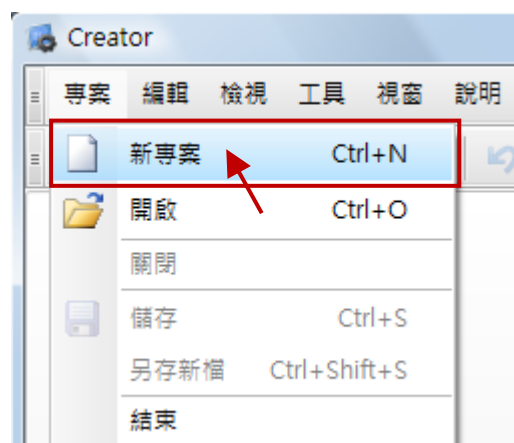 Creator
專案 編輯 檢視 工具 視窗 說明
新專案 Ctrl+N
開啟 Ctrl+O
關閉
儲存 Ctrl+S
另存新檔 Ctrl+Shift+S
結束